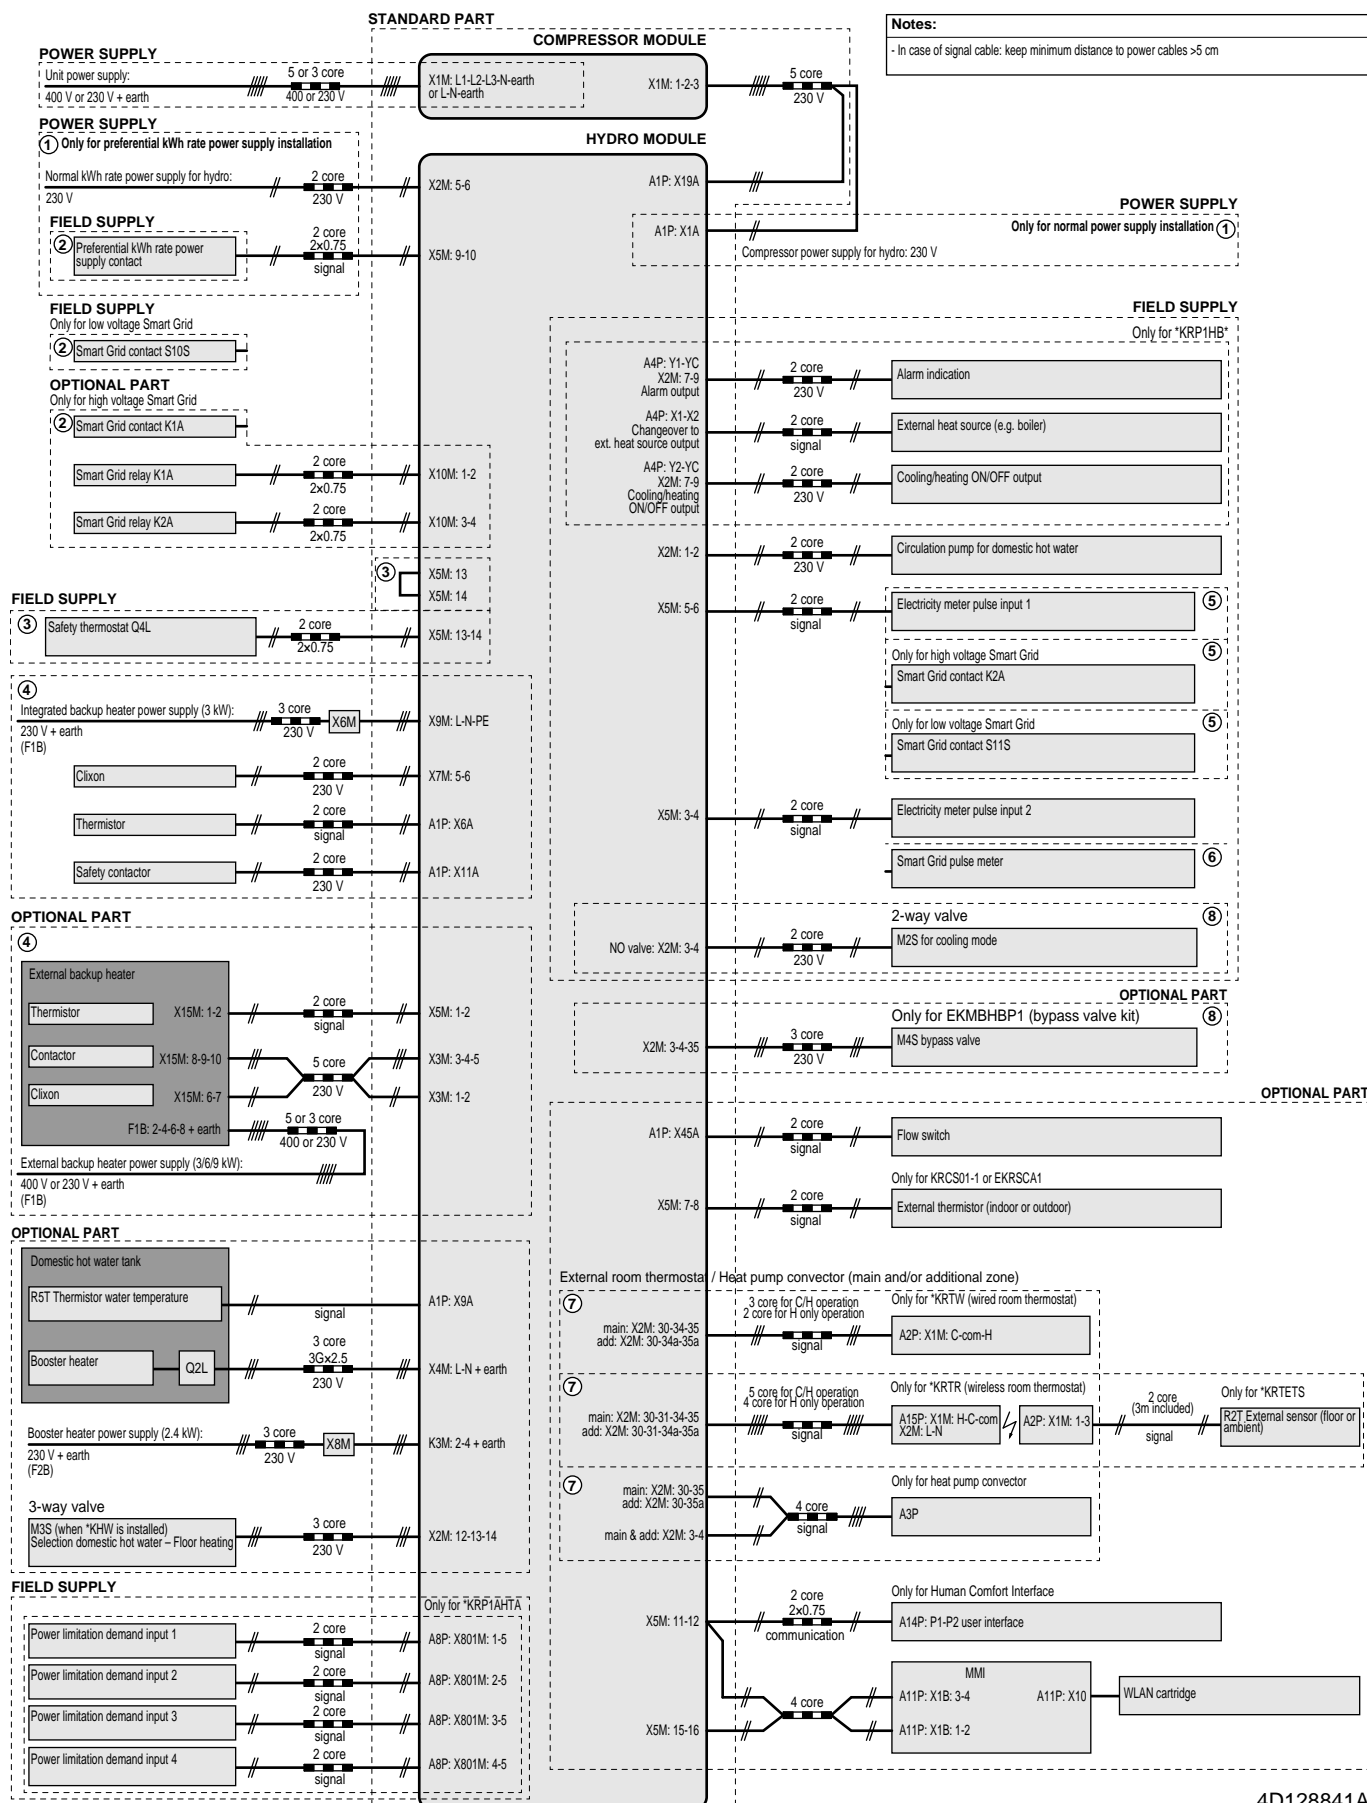 STANDARD PART
COMPRESSOR MODULE
Notes:
- In case of signal cable: keep minimum distance to power cables >5 cm
POWER SUPPLY
Unit power supply:
400 V or 230 V + earth
5 or 3 core
400 or 230 V
X1M: L1-L2-L3-N-earth
or L-N-earth
X1M: 1-2-3
5 core
230 V
POWER SUPPLY
1 Only for preferential kWh rate power supply installation
Normal kWh rate power supply for hydro:
230 V
2 core
230 V
X2M: 5-6
FIELD SUPPLY
2 Preferential kWh rate power
supply contact
2 core
2×0.75
signal
X5M: 9-10
HYDRO MODULE
A1P: X19A
A1P: X1A
POWER SUPPLY
Only for normal power supply installation 1
Compressor power supply for hydro: 230 V
FIELD SUPPLY
Only for low voltage Smart Grid
2 Smart Grid contact S10S
OPTIONAL PART
Only for high voltage Smart Grid
2 Smart Grid contact K1A
Smart Grid relay K1A
2 core
2×0.75
X10M: 1-2
Smart Grid relay K2A
2 core
2×0.75
X10M: 3-4
3
X5M: 13
X5M: 14
FIELD SUPPLY
3 Safety thermostat Q4L
2 core
2×0.75
X5M: 13-14
4
Integrated backup heater power supply (3 kW):
230 V + earth
(F1B)
3 core
230 V
X6M
X9M: L-N-PE
Clixon
2 core
230 V
X7M: 5-6
Thermistor
2 core
signal
A1P: X6A
Safety contactor
2 core
230 V
A1P: X11A
OPTIONAL PART
4
External backup heater
Thermistor
X15M: 1-2
2 core
signal
X5M: 1-2
Contactor
X15M: 8-9-10
5 core
230 V
X3M: 3-4-5
Clixon
X15M: 6-7
X3M: 1-2
F1B: 2-4-6-8 + earth
5 or 3 core
400 or 230 V
External backup heater power supply (3/6/9 kW):
400 V or 230 V + earth
(F1B)
OPTIONAL PART
Domestic hot water tank
R5T Thermistor water temperature
signal
A1P: X9A
Booster heater
Q2L
3 core
3G×2.5
230 V
X4M: L-N + earth
Booster heater power supply (2.4 kW):
230 V + earth
(F2B)
3 core
230 V
X8M
K3M: 2-4 + earth
3-way valve
M3S (when *KHW is installed)
Selection domestic hot water – Floor heating
3 core
230 V
X2M: 12-13-14
FIELD SUPPLY
Only for *KRP1AHTA
Power limitation demand input 1
2 core
signal
A8P: X801M: 1-5
Power limitation demand input 2
2 core
signal
A8P: X801M: 2-5
Power limitation demand input 3
2 core
signal
A8P: X801M: 3-5
Power limitation demand input 4
2 core
signal
A8P: X801M: 4-5
FIELD SUPPLY
Only for *KRP1HB*
A4P: Y1-YC
X2M: 7-9
Alarm output
2 core
230 V
Alarm indication
A4P: X1-X2
Changeover to
ext. heat source output
2 core
signal
External heat source (e.g. boiler)
A4P: Y2-YC
X2M: 7-9
Cooling/heating
ON/OFF output
2 core
230 V
Cooling/heating ON/OFF output
X2M: 1-2
2 core
230 V
Circulation pump for domestic hot water
X5M: 5-6
2 core
signal
Electricity meter pulse input 1
5
Only for high voltage Smart Grid
5
Smart Grid contact K2A
Only for low voltage Smart Grid
5
Smart Grid contact S11S
X5M: 3-4
2 core
signal
Electricity meter pulse input 2
Smart Grid pulse meter
6
2-way valve
8
NO valve: X2M: 3-4
2 core
230 V
M2S for cooling mode
OPTIONAL PART
Only for EKMBHBP1 (bypass valve kit)
8
X2M: 3-4-35
3 core
230 V
M4S bypass valve
OPTIONAL PART
A1P: X45A
2 core
signal
Flow switch
Only for KRCS01-1 or EKRSCA1
X5M: 7-8
2 core
signal
External thermistor (indoor or outdoor)
External room thermostat / Heat pump convector (main and/or additional zone)
7
main: X2M: 30-34-35
add: X2M: 30-34a-35a
3 core for C/H operation
2 core for H only operation
signal
Only for *KRTW (wired room thermostat)
A2P: X1M: C-com-H
7
main: X2M: 30-31-34-35
add: X2M: 30-31-34a-35a
5 core for C/H operation
4 core for H only operation
signal
Only for *KRTR (wireless room thermostat)
A15P: X1M: H-C-com
X2M: L-N
A2P: X1M: 1-3
2 core
(3m included)
signal
Only for *KRTETS
R2T External sensor (floor or
ambient)
7
main: X2M: 30-35
add: X2M: 30-35a
main & add: X2M: 3-4
4 core
signal
Only for heat pump convector
A3P
Only for Human Comfort Interface
X5M: 11-12
2 core
2×0.75
communication
A14P: P1-P2 user interface
X5M: 15-16
4 core
MMI
A11P: X1B: 3-4
A11P: X1B: 1-2
A11P: X10
WLAN cartridge
4D128841A